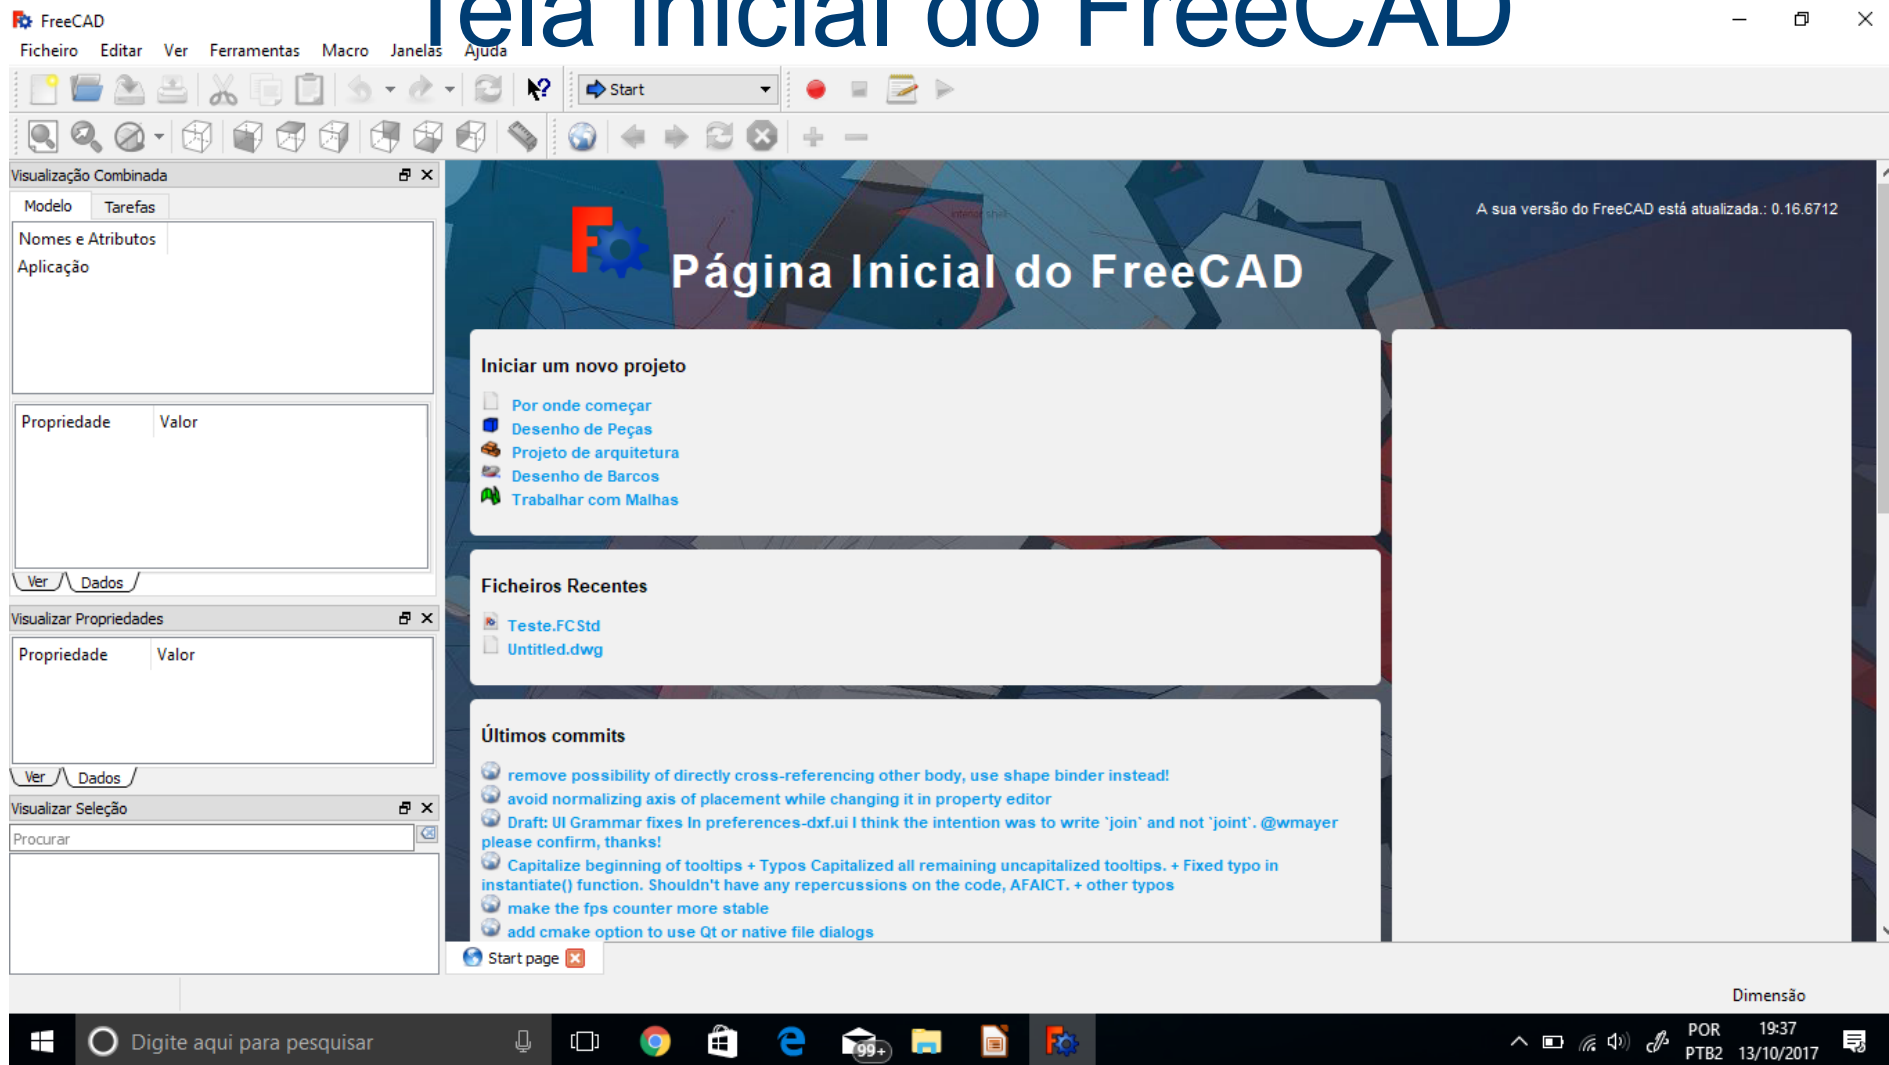 Tela Inicial do FreeCAD
FreeCAD
Ficheiro Editar Ver Ferramentas Macro Janelas Ajuda
Start
Visualização Combinada
Modelo Tarefas
Nomes e Atributos
Aplicação
Propriedade Valor
Ver Dados
Visualizar Propriedades
Propriedade Valor
Ver Dados
Visualizar Seleção
Procurar
interior shell
A sua versão do FreeCAD está atualizada.: 0.16.6712
Página Inicial do FreeCAD
Iniciar um novo projeto
Por onde começar
Desenho de Peças
Projeto de arquitetura
Desenho de Barcos
Trabalhar com Malhas
Ficheiros Recentes
Teste.FCStd
Untitled.dwg
Últimos commits
remove possibility of directly cross-referencing other body, use shape binder instead!
avoid normalizing axis of placement while changing it in property editor
Draft: UI Grammar fixes In preferences-dxf.ui I think the intention was to write `join` and not `joint`. @wmayer
please confirm, thanks!
Capitalize beginning of tooltips + Typos Capitalized all remaining uncapitalized tooltips. + Fixed typo in
instantiate() function. Shouldn't have any repercussions on the code, AFAICT. + other typos
make the fps counter more stable
add cmake option to use Qt or native file dialogs
Start page
Dimensão
Digite aqui para pesquisar
99+
POR
PTB2
19:37
13/10/2017